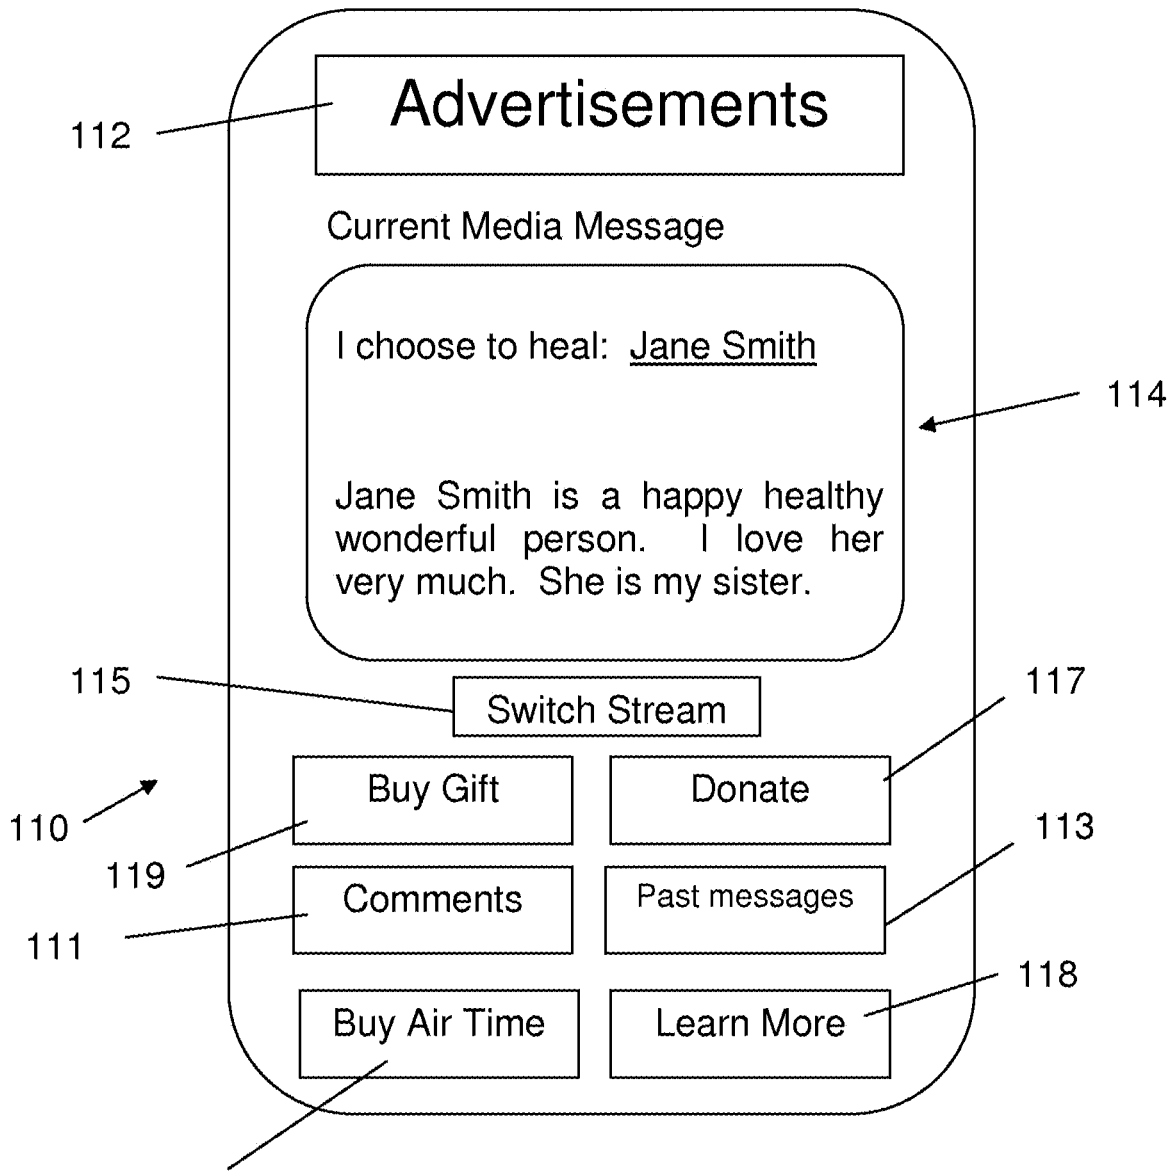 Advertisements
112
Current Media Message
I choose to heal: Jane Smith
114
Jane Smith is a happy healthy
wonderful person. I love her
very much. She is my sister.
115
Switch Stream
117
Buy Gift
Donate
110
113
119
Comments
Past messages
111
118
Buy Air Time
Learn More